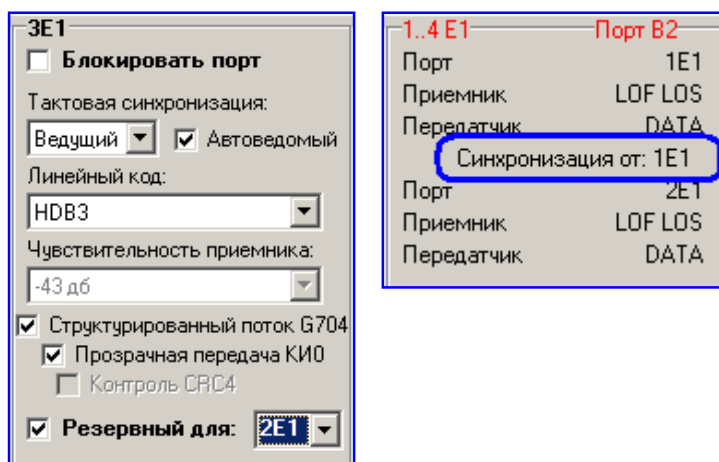 3E1
Блокировать порт
Тактовая синхронизация:
Ведущий Автоведомый
Линейный код:
HDB3
Чувствительность приемника:
-43 дб
Структурированный поток G704
Прозрачная передача КИ0
Контроль CRC4
Резервный для: 2E1
1..4 E1 Порт B2
Порт 1E1
Приемник LOF LOS
Передатчик DATA
Синхронизация от: 1E1
Порт 2E1
Приемник LOF LOS
Передатчик DATA